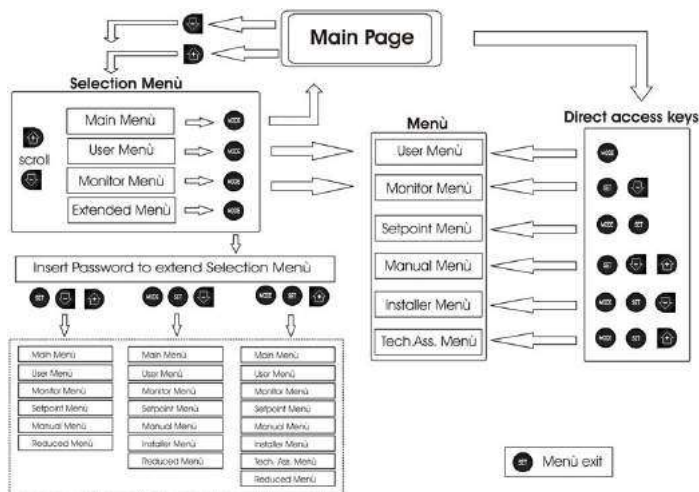 Main Page
Selection Menù
Main Menù
MODE
User Menù
MODE
scroll
Monitor Menù
MODE
Extended Menù
MODE
Menù
Direct access keys
User Menù
MODE
Monitor Menù
SET
Setpoint Menù
MODE SET
Manual Menù
SET
Installer Menù
MODE SET
Tech.Ass. Menù
MODE SET
Insert Password to extend Selection Menù
SET
MODE SET
MODE SET
Main Menù
User Menù
Monitor Menù
Setpoint Menù
Manual Menù
Reduced Menù
Main Menù
User Menù
Monitor Menù
Setpoint Menù
Manual Menù
Installer Menù
Reduced Menù
Main Menù
User Menù
Monitor Menù
Setpoint Menù
Manual Menù
Installer Menù
Tech. Ass. Menù
Reduced Menù
SET Menù exit